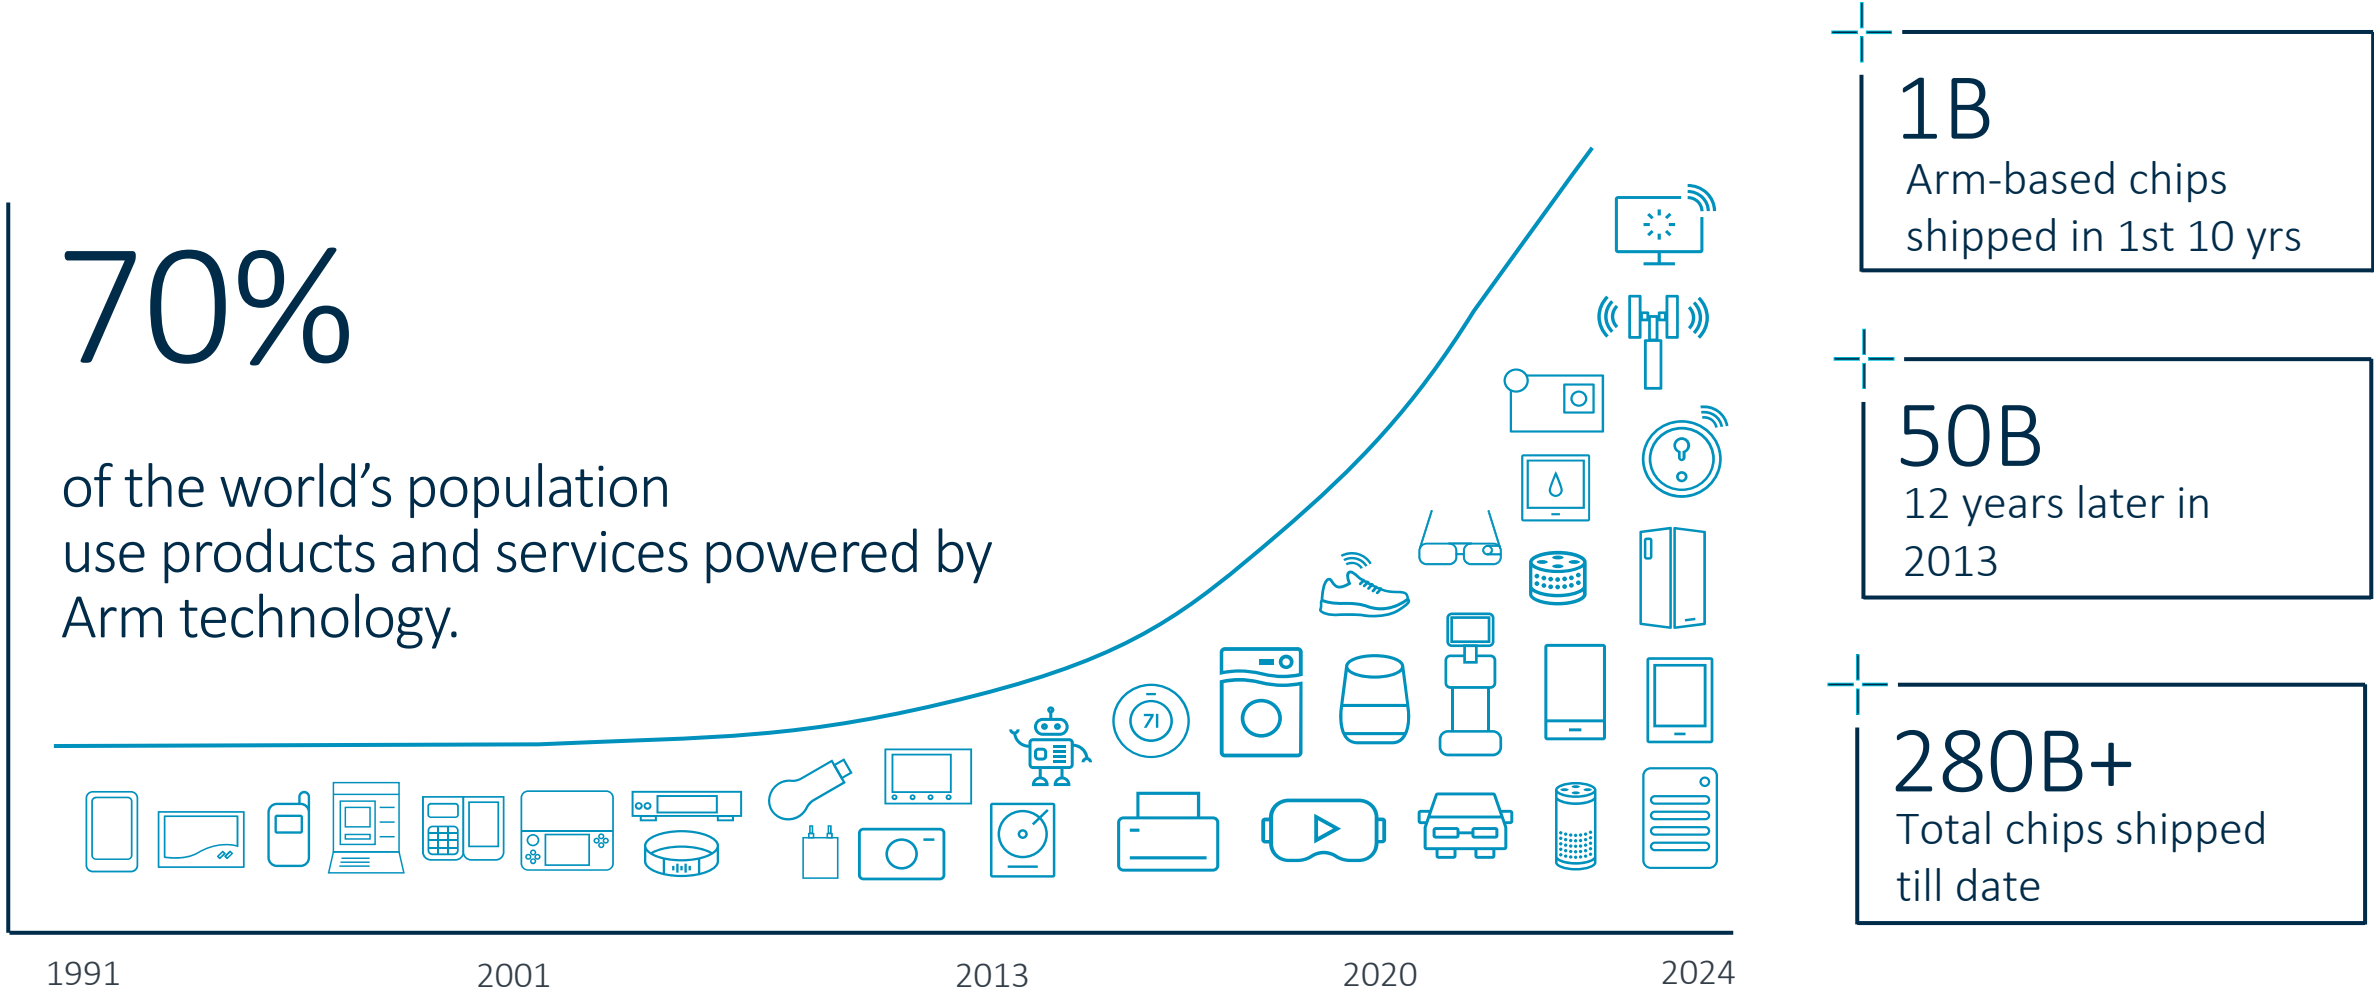 70%
of the world’s population
use products and services powered by
Arm technology.
71
1991
2001
2013
2020
2024
1B
Arm-based chips
shipped in 1st 10 yrs
50B
12 years later in
2013
280B+
Total chips shipped
till date